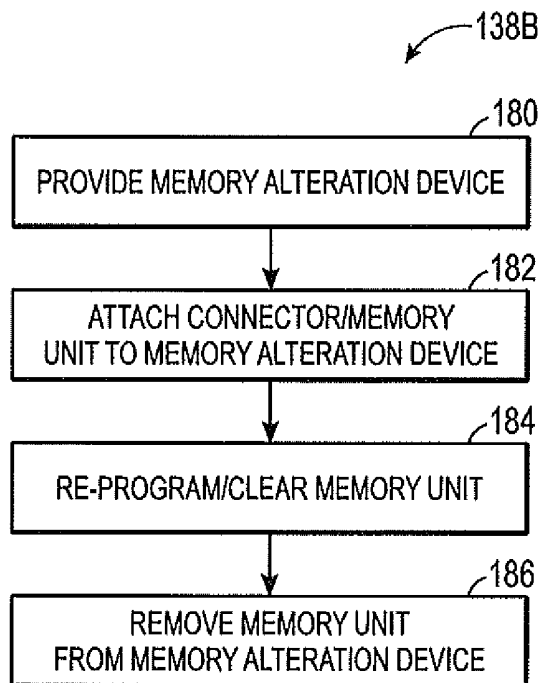 138B
180
PROVIDE MEMORY ALTERATION DEVICE
182
ATTACH CONNECTOR/MEMORY
UNIT TO MEMORY ALTERATION DEVICE
184
RE-PROGRAM/CLEAR MEMORY UNIT
186
REMOVE MEMORY UNIT
FROM MEMORY ALTERATION DEVICE